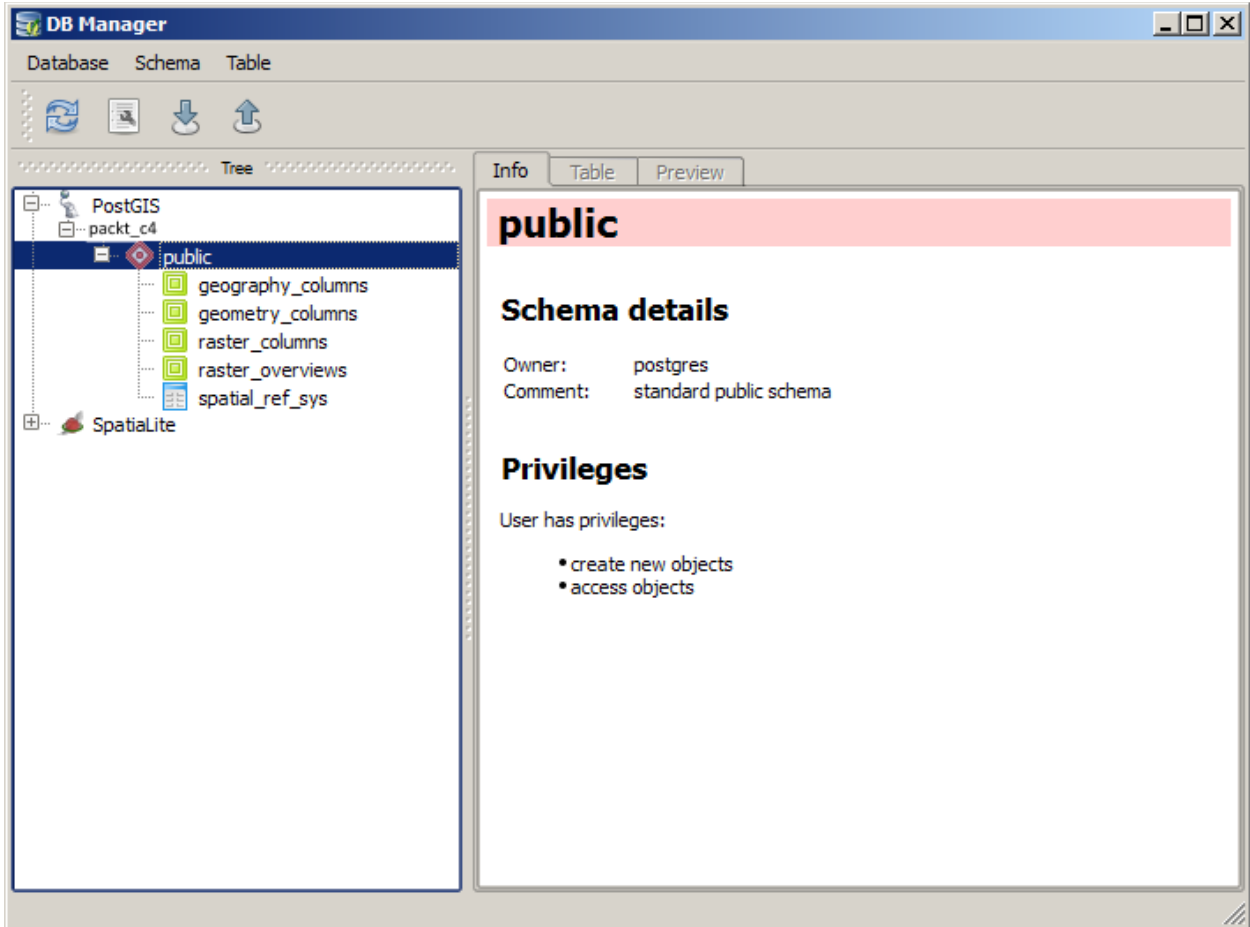 DB Manager
Database Schema Table
Tree
PostGIS
packt_c4
public
geography_columns
geometry_columns
raster_columns
raster_overviews
spatial_ref_sys
SpatiaLite
Info Table Preview
public
Schema details
Owner: postgres
Comment: standard public schema
Privileges
User has privileges:
• create new objects
• access objects